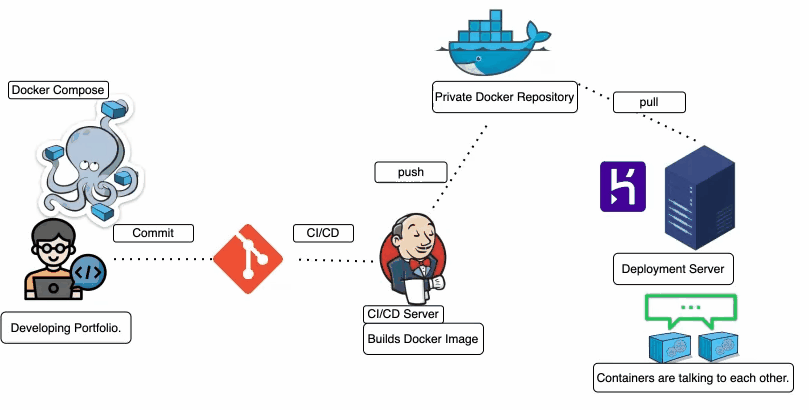 Docker Compose
Private Docker Repository
pull
push
Commit
CI/CD
</>
Deployment Server
CI/CD Server
Developing Portfolio.
Builds Docker Image
Containers are talking to each other.